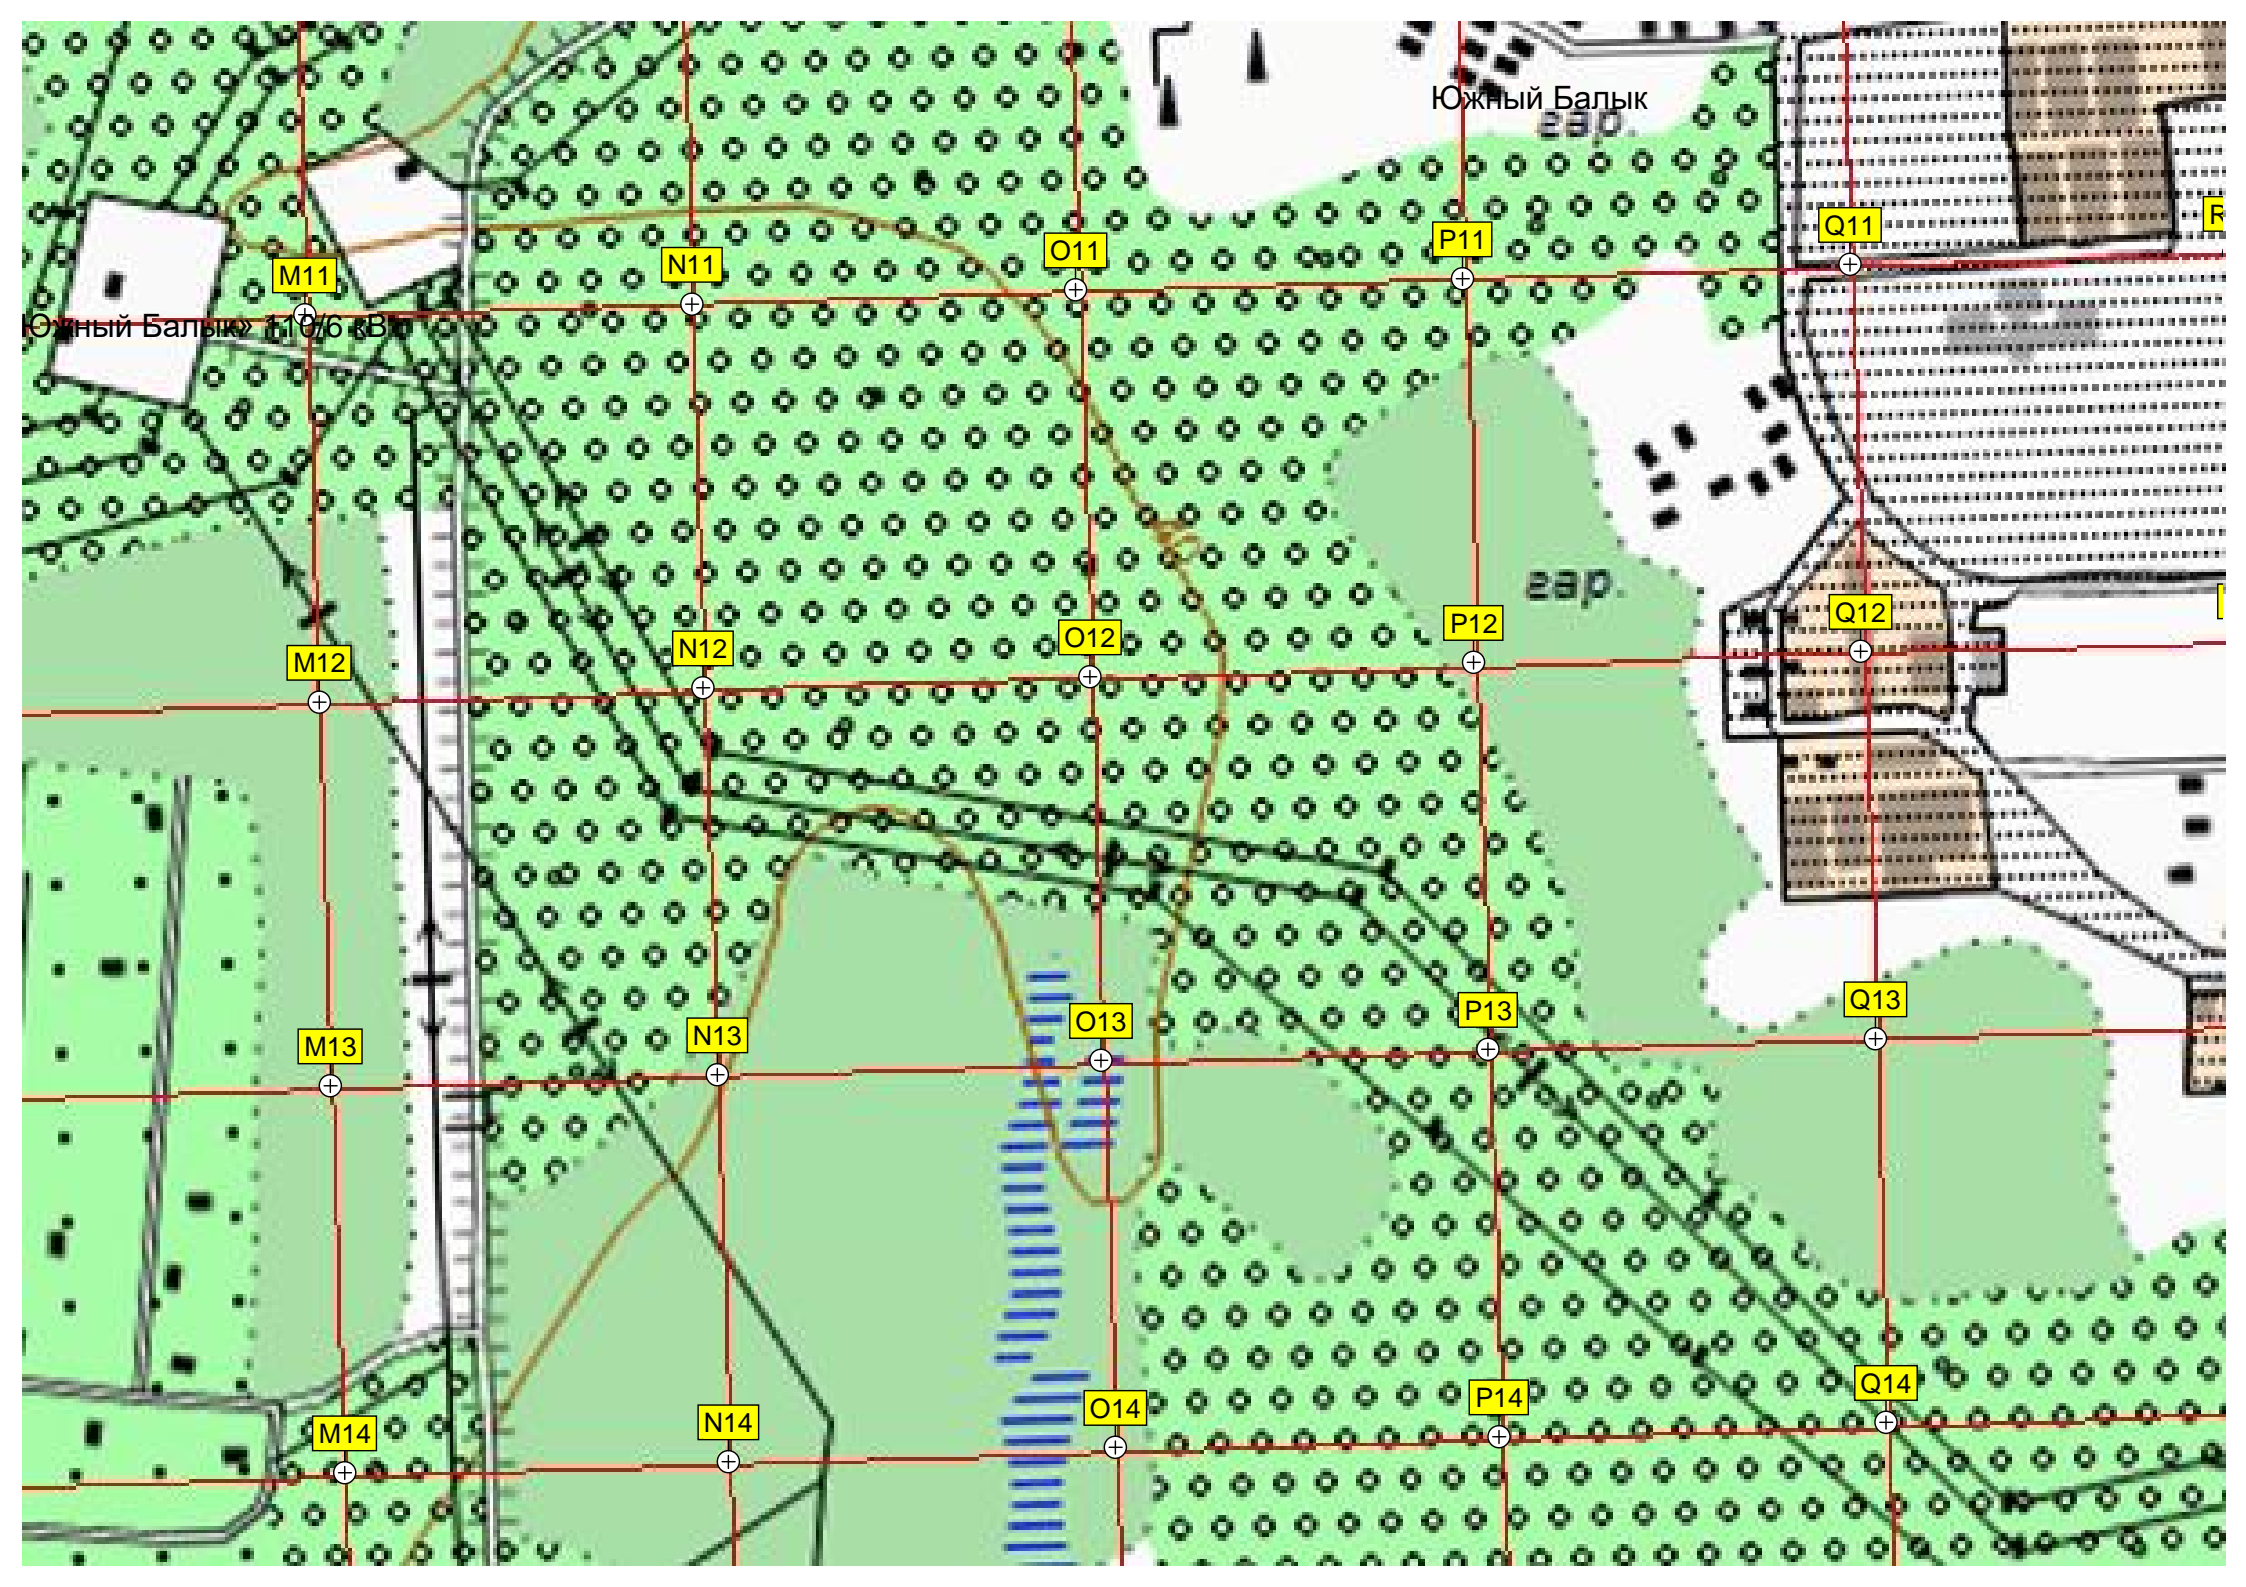 Южный Балык
гар.
Q11
R
P11
O11
N11
M11
Южный Балык» 110/6 кВ»
гар.
Q12
P12
O12
N12
M12
Q13
P13
O13
N13
M13
Q14
P14
O14
N14
M14